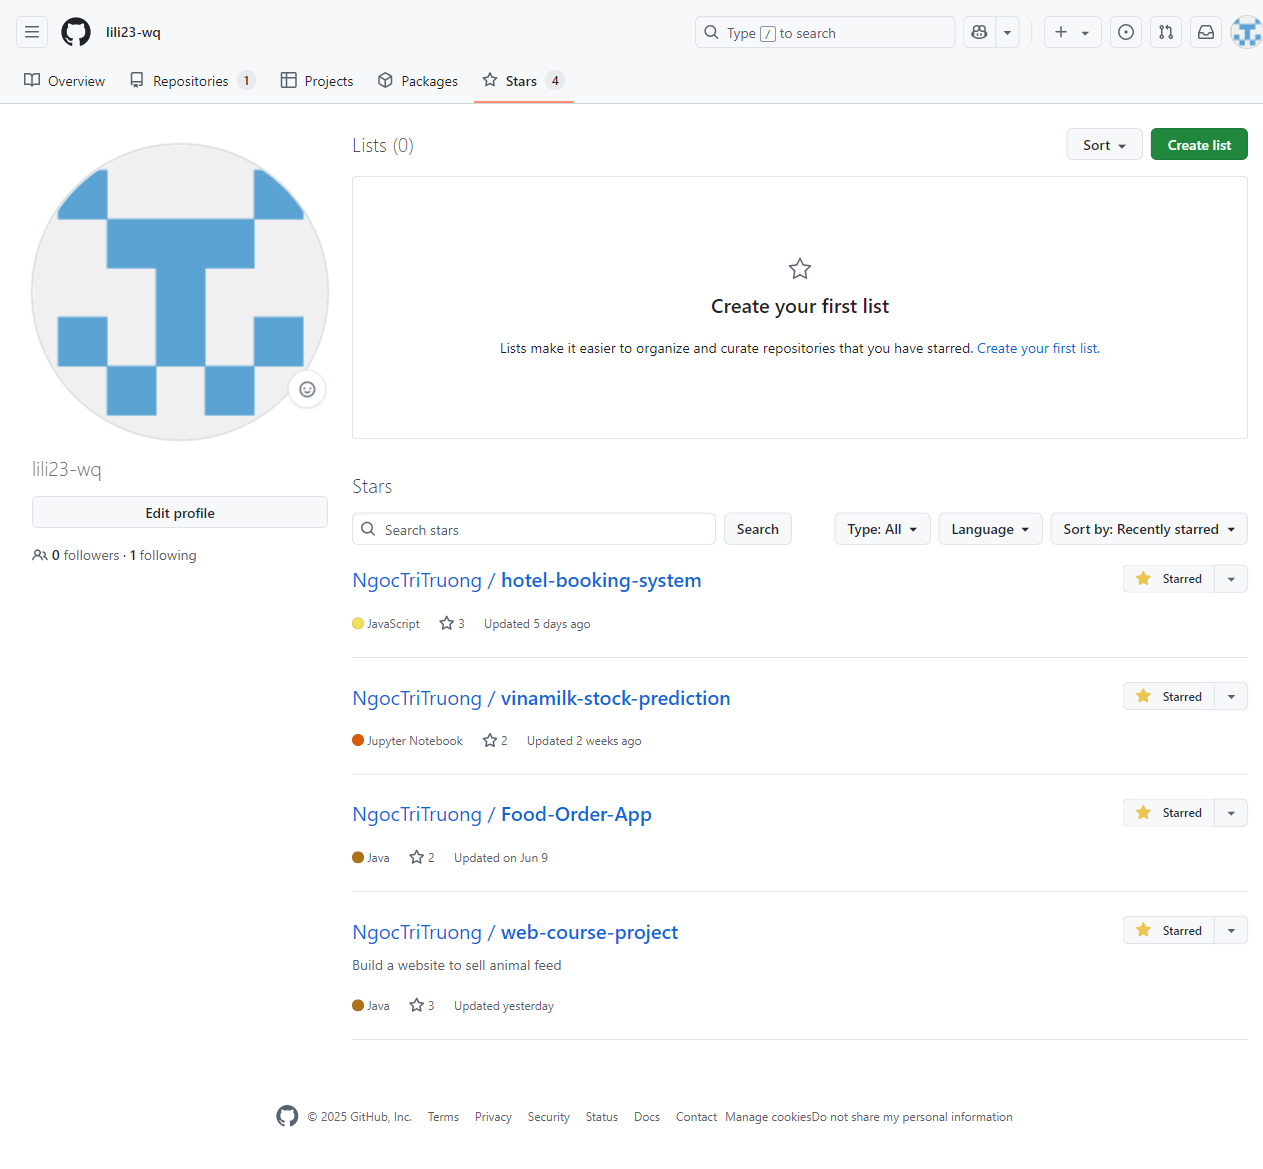 lili23-wq
Type / to search
Overview
Repositories 1
Projects
Packages
Stars 4
Lists (0)
Sort
Create list
Create your first list
Lists make it easier to organize and curate repositories that you have starred. Create your first list.
lili23-wq
Edit profile
0 followers · 1 following
Stars
Search stars
Search
Type: All
Language
Sort by: Recently starred
NgocTriTruong / hotel-booking-system
Starred
JavaScript 3 Updated 5 days ago
NgocTriTruong / vinamilk-stock-prediction
Starred
Jupyter Notebook 2 Updated 2 weeks ago
NgocTriTruong / Food-Order-App
Starred
Java 2 Updated on Jun 9
NgocTriTruong / web-course-project
Starred
Build a website to sell animal feed
Java 3 Updated yesterday
© 2025 GitHub, Inc. Terms Privacy Security Status Docs Contact Manage cookiesDo not share my personal information